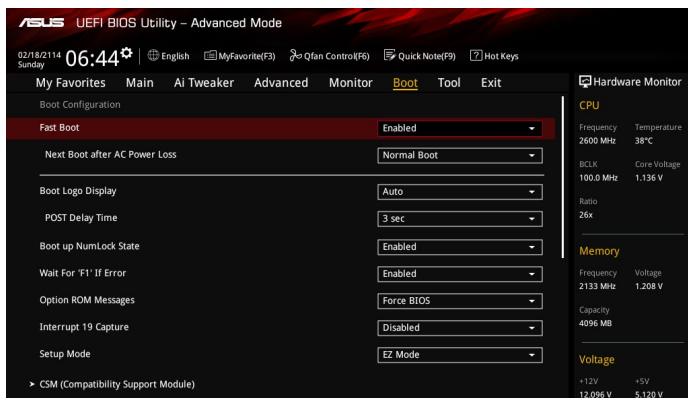 ASUS UEFI BIOS Utility – Advanced Mode
02/18/2114 Sunday 06:44 English MyFavorite(F3) Qfan Control(F6) Quick Note(F9) ? Hot Keys
My Favorites Main Ai Tweaker Advanced Monitor Boot Tool Exit
Boot Configuration
Fast Boot Enabled
Next Boot after AC Power Loss Normal Boot
Boot Logo Display Auto
POST Delay Time 3 sec
Boot up NumLock State Enabled
Wait For 'F1' If Error Enabled
Option ROM Messages Force BIOS
Interrupt 19 Capture Disabled
Setup Mode EZ Mode
> CSM (Compatibility Support Module)
Hardware Monitor
CPU
Frequency Temperature
2600 MHz 38°C
BCLK Core Voltage
100.0 MHz 1.136 V
Ratio
26x
Memory
Frequency Voltage
2133 MHz 1.208 V
Capacity
4096 MB
Voltage
+12V +5V
12.096 V 5.120 V